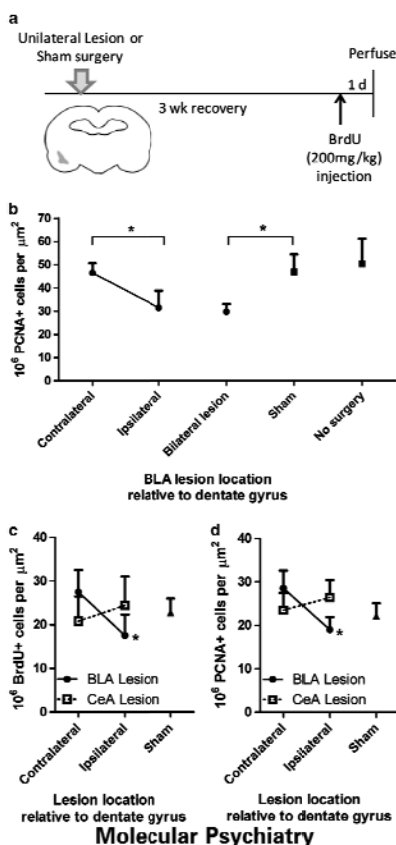 a
Unilateral Lesion or
Sham surgery
Perfuse
1 d
3 wk recovery
BrdU
(200mg/kg)
injection
b
10⁶ PCNA+ cells per μm²
70
60
50
40
30
20
10
0
*
*
Contralateral
Ipsilateral
Bilateral lesion
Sham
No surgery
BLA lesion location
relative to dentate gyrus
c
10⁶ BrdU+ cells per μm²
40
30
20
10
0
*
BLA Lesion
CeA Lesion
Contralateral
Ipsilateral
Sham
Lesion location
relative to dentate gyrus
d
10⁶ PCNA+ cells per μm²
40
30
20
10
0
*
BLA Lesion
CeA Lesion
Contralateral
Ipsilateral
Sham
Lesion location
relative to dentate gyrus
Molecular Psychiatry